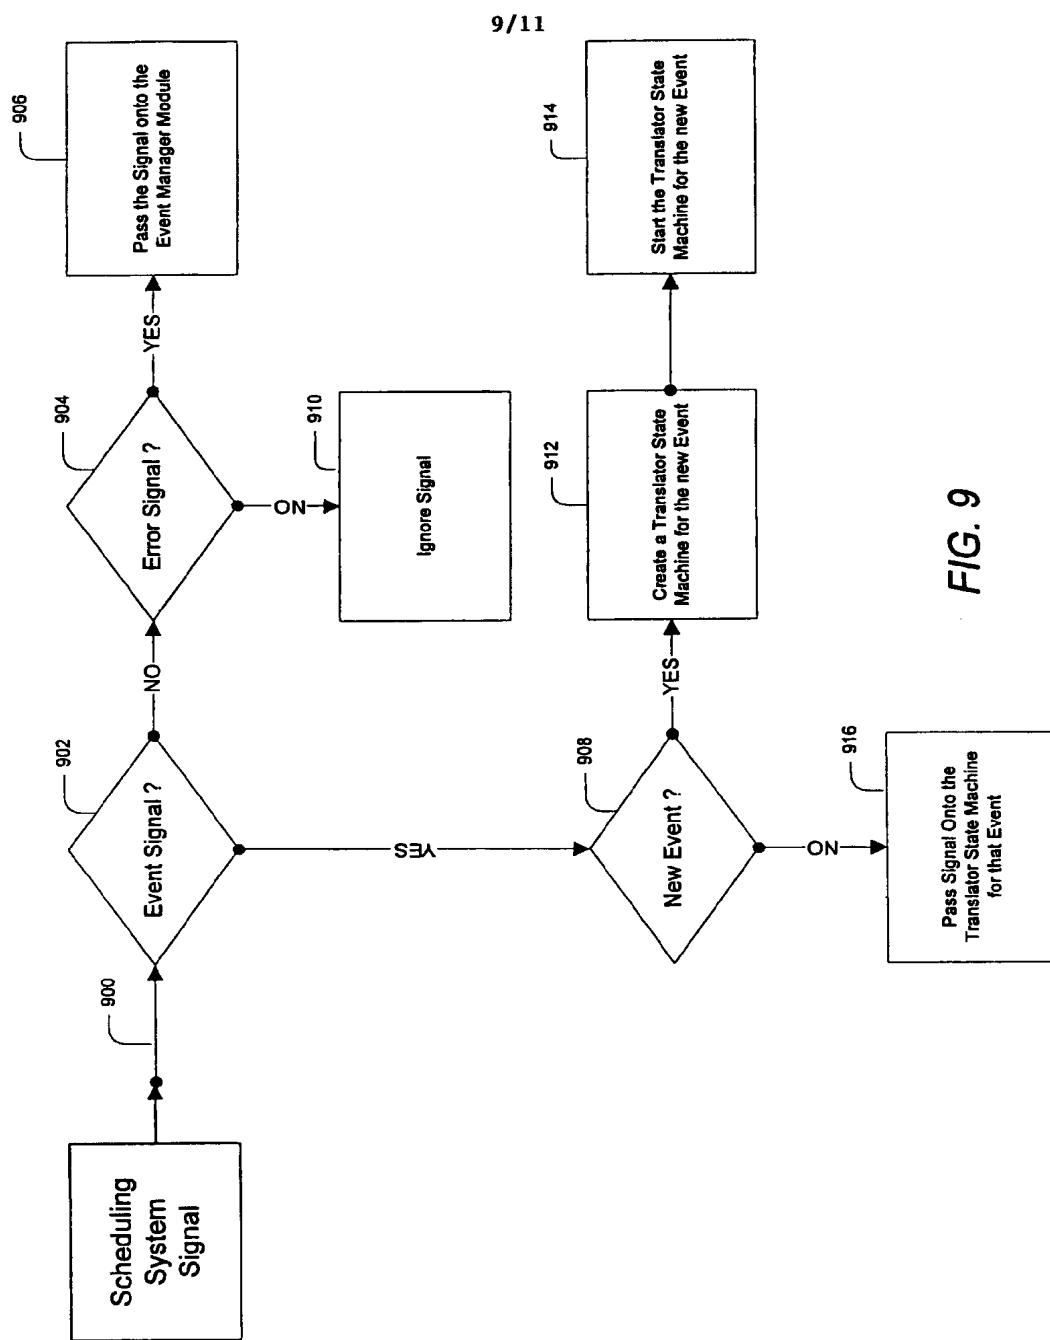 9/11
Scheduling
System
Signal
900
Event Signal ?
902
NO
Error Signal ?
904
YES
Pass the Signal onto the
Event Manager Module
906
NO
Ignore Signal
910
YES
New Event ?
908
YES
Create a Translator State
Machine for the new Event
912
Start the Translator State
Machine for the new Event
914
NO
Pass Signal Onto the
Translator State Machine
for that Event
916
FIG. 9